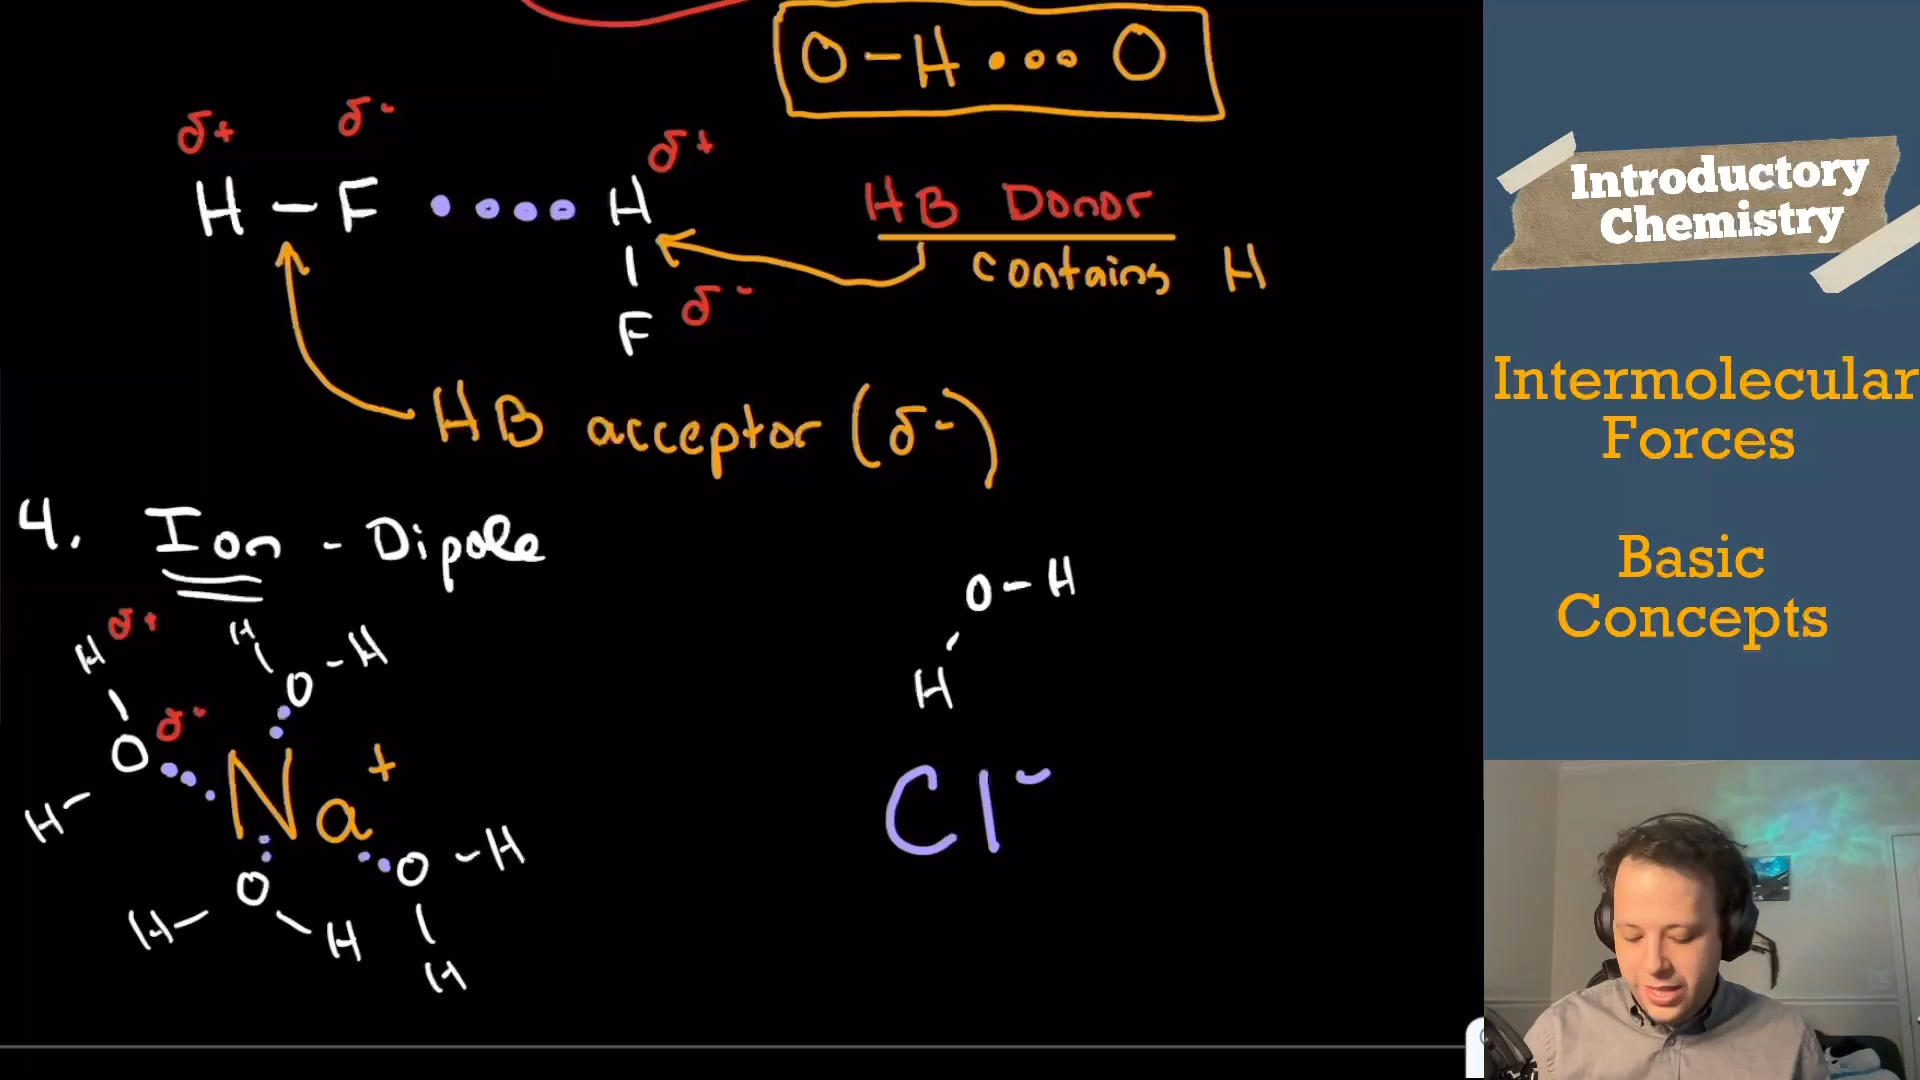 O-H •••• O
δ+ δ- δ+
H-F •••• H
|
F δ-
HB Donor
contains H
HB acceptor (δ-)
4. Ion - Dipole
O-H
H
Cl-
H δ+
H
O-H
O δ-
H
Na+
O-H
H
O
H
H
Introductory
Chemistry
Intermolecular
Forces
Basic
Concepts